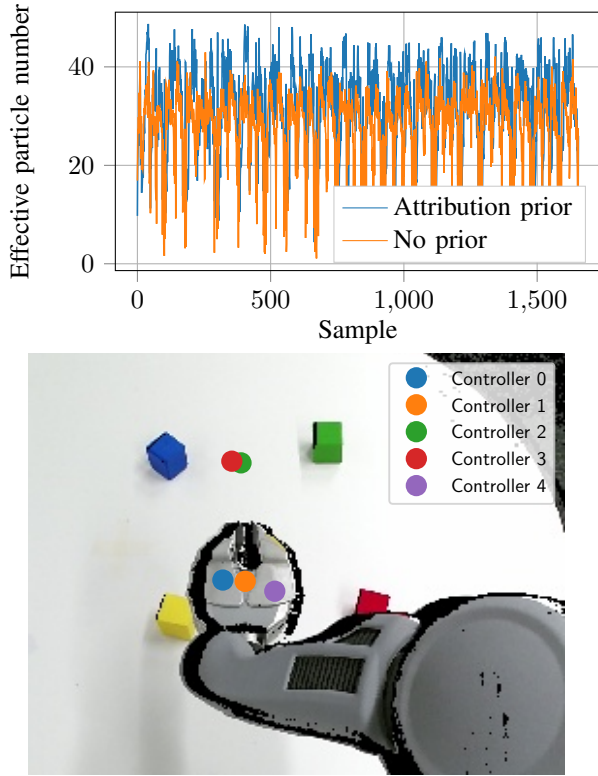 Effective particle number
40
20
0
Attribution prior
No prior
0
500
1,000
1,500
Sample
Controller 0
Controller 1
Controller 2
Controller 3
Controller 4